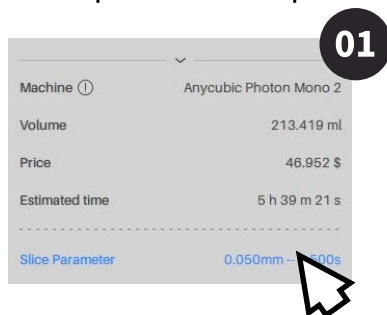 01
Machine
Anycubic Photon Mono 2
Volume
213.419 ml
Price
46.952 $
Estimated time
5 h 39 m 21 s
Slice Parameter
0.050mm --